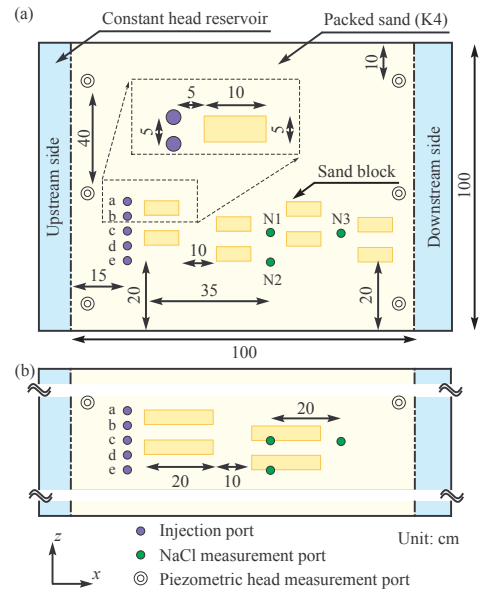 (a)
Constant head reservoir
Packed sand (K4)
10
5
10
5
5
40
Upstream side
Downstream side
100
Sand block
a
b
c
d
e
N1
N3
10
N2
15
20
35
20
100
(b)
a
b
c
d
e
20
20
10
Injection port
Unit: cm
NaCl measurement port
Piezometric head measurement port
z
x